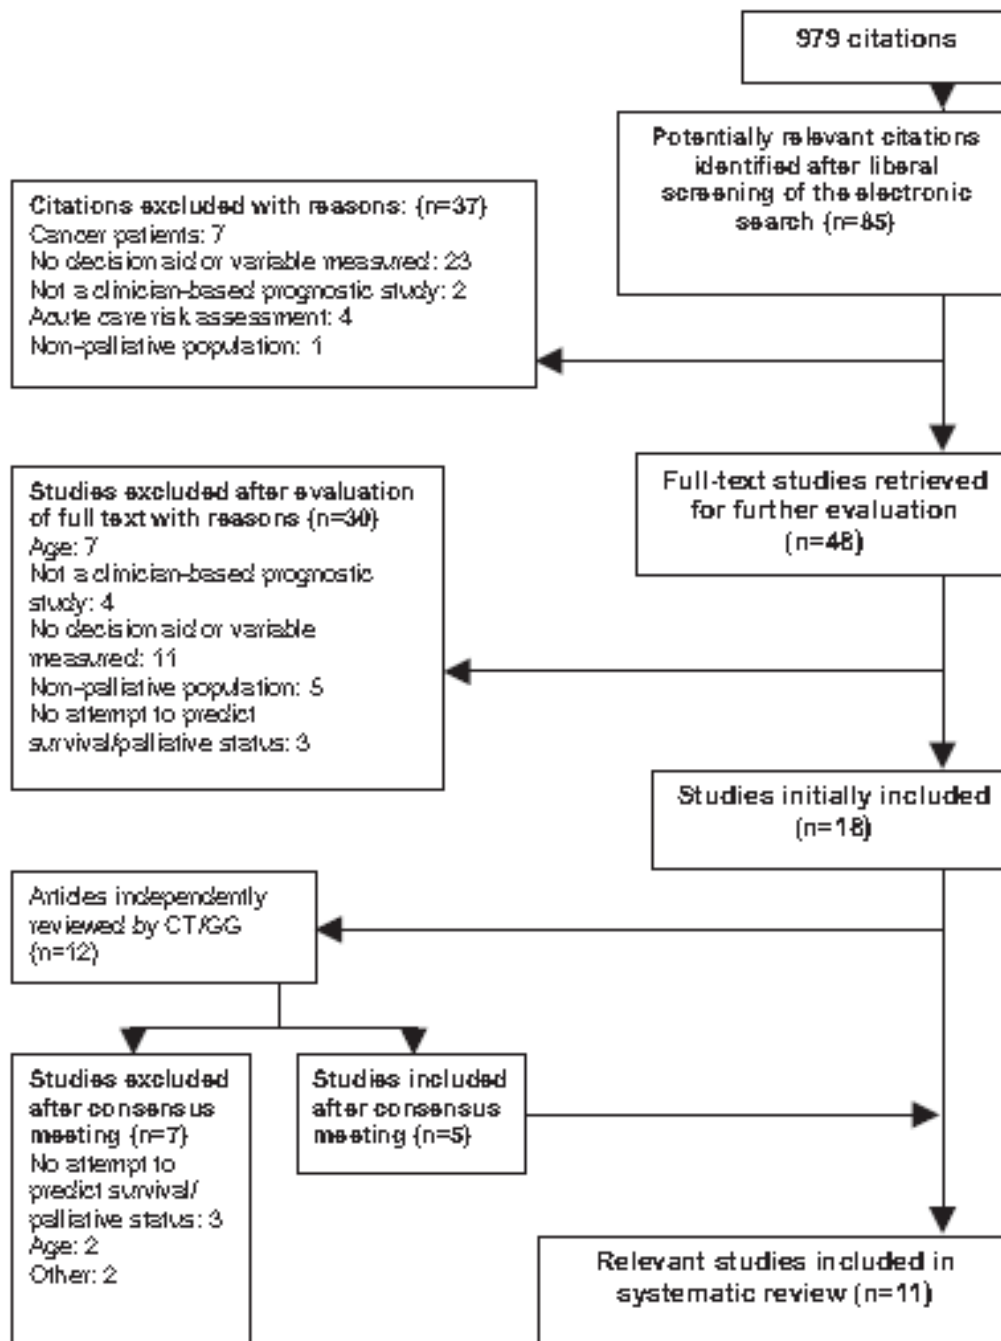 979 citations
Potentially relevant citations
identified after liberal
screening of the electronic
search (n=85)
Citations excluded with reasons: (n=37)
Cancer patients: 7
No decision aid or variable measured: 23
Not a clinician-based prognostic study: 2
Acute care risk assessment: 4
Non-palliative population: 1
Full-text studies retrieved
for further evaluation
(n=48)
Studies excluded after evaluation
of full text with reasons (n=30)
Age: 7
Not a clinician-based prognostic
study: 4
No decision aid or variable
measured: 11
Non-palliative population: 5
No attempt to predict
survival/palliative status: 3
Studies initially included
(n=18)
Articles independently
reviewed by CT/GG
(n=12)
Studies excluded
after consensus
meeting (n=7)
No attempt to
predict survival/
palliative status: 3
Age: 2
Other: 2
Studies included
after consensus
meeting (n=5)
Relevant studies included in
systematic review (n=11)